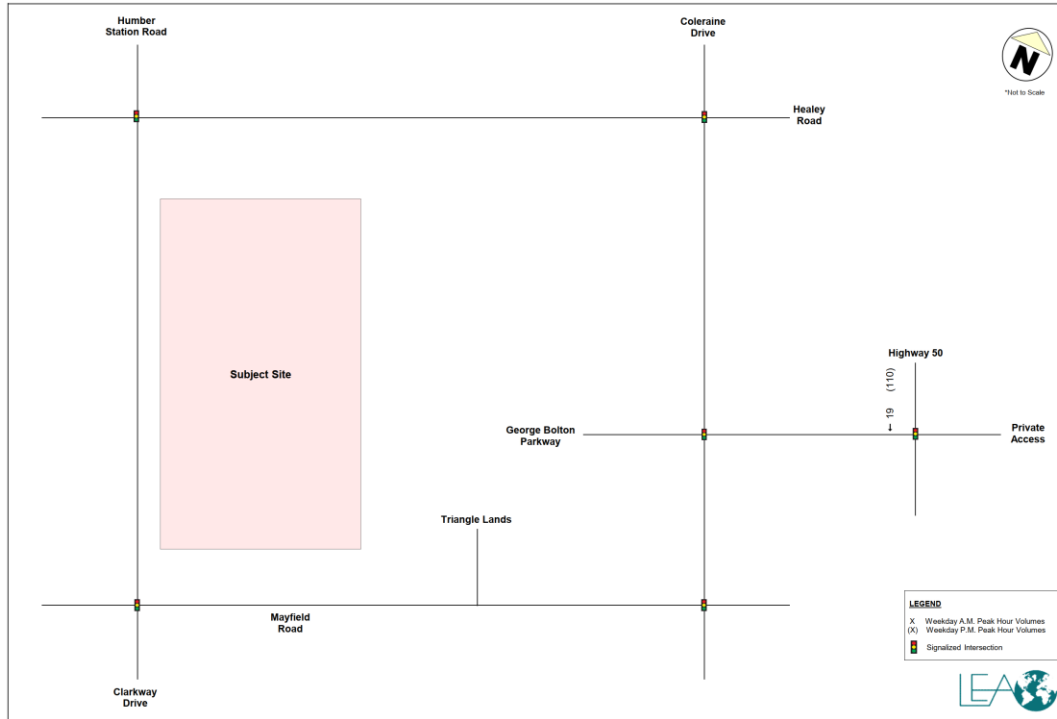 Humber
Station Road
Coleraine
Drive
N
*Not to Scale
Healey
Road
Subject Site
Highway 50
19 (110)
George Bolton
Parkway
Private
Access
Triangle Lands
Mayfield
Road
LEGEND
X Weekday A.M. Peak Hour Volumes
(X) Weekday P.M. Peak Hour Volumes
Signalized Intersection
Clarkway
Drive
LEA